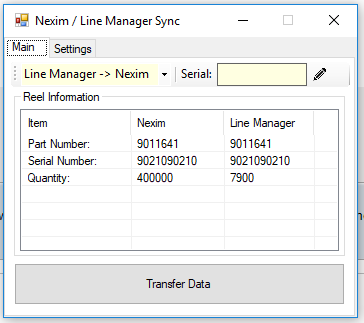 Nexim / Line Manager Sync
Main Settings
Line Manager -> Nexim Serial:
Reel Information
Item Nexim Line Manager
Part Number: 9011641 9011641
Serial Number: 9021090210 9021090210
Quantity: 400000 7900
Transfer Data